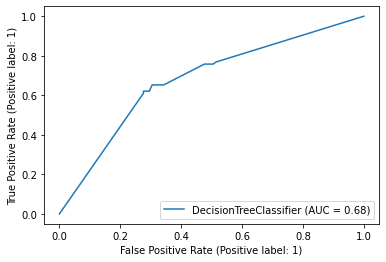 True Positive Rate (Positive label: 1)
1.0
0.8
0.6
0.4
0.2
0.0
DecisionTreeClassifier (AUC = 0.68)
0.0 0.2 0.4 0.6 0.8 1.0
False Positive Rate (Positive label: 1)